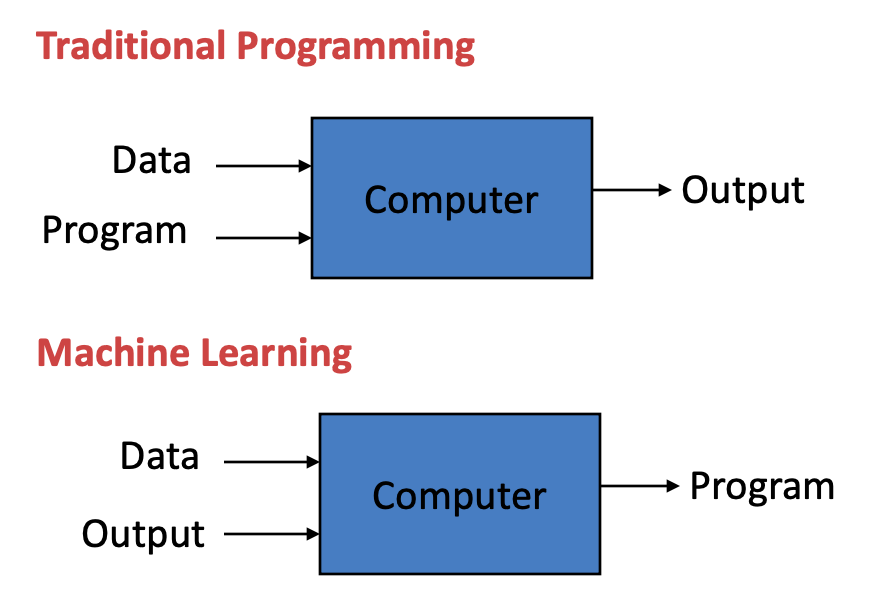 Traditional Programming
Data
Program
Computer
Output
Machine Learning
Data
Output
Computer
Program